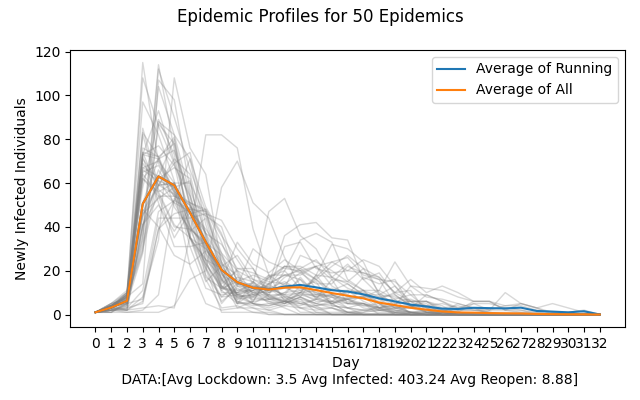 Epidemic Profiles for 50 Epidemics
120
100
80
60
40
20
0
Newly Infected Individuals
Average of Running
Average of All
0 1 2 3 4 5 6 7 8 9 10 11 12 13 14 15 16 17 18 19 20 21 22 23 24 25 26 27 28 29 30 31 32
Day
DATA:[Avg Lockdown: 3.5 Avg Infected: 403.24 Avg Reopen: 8.88]